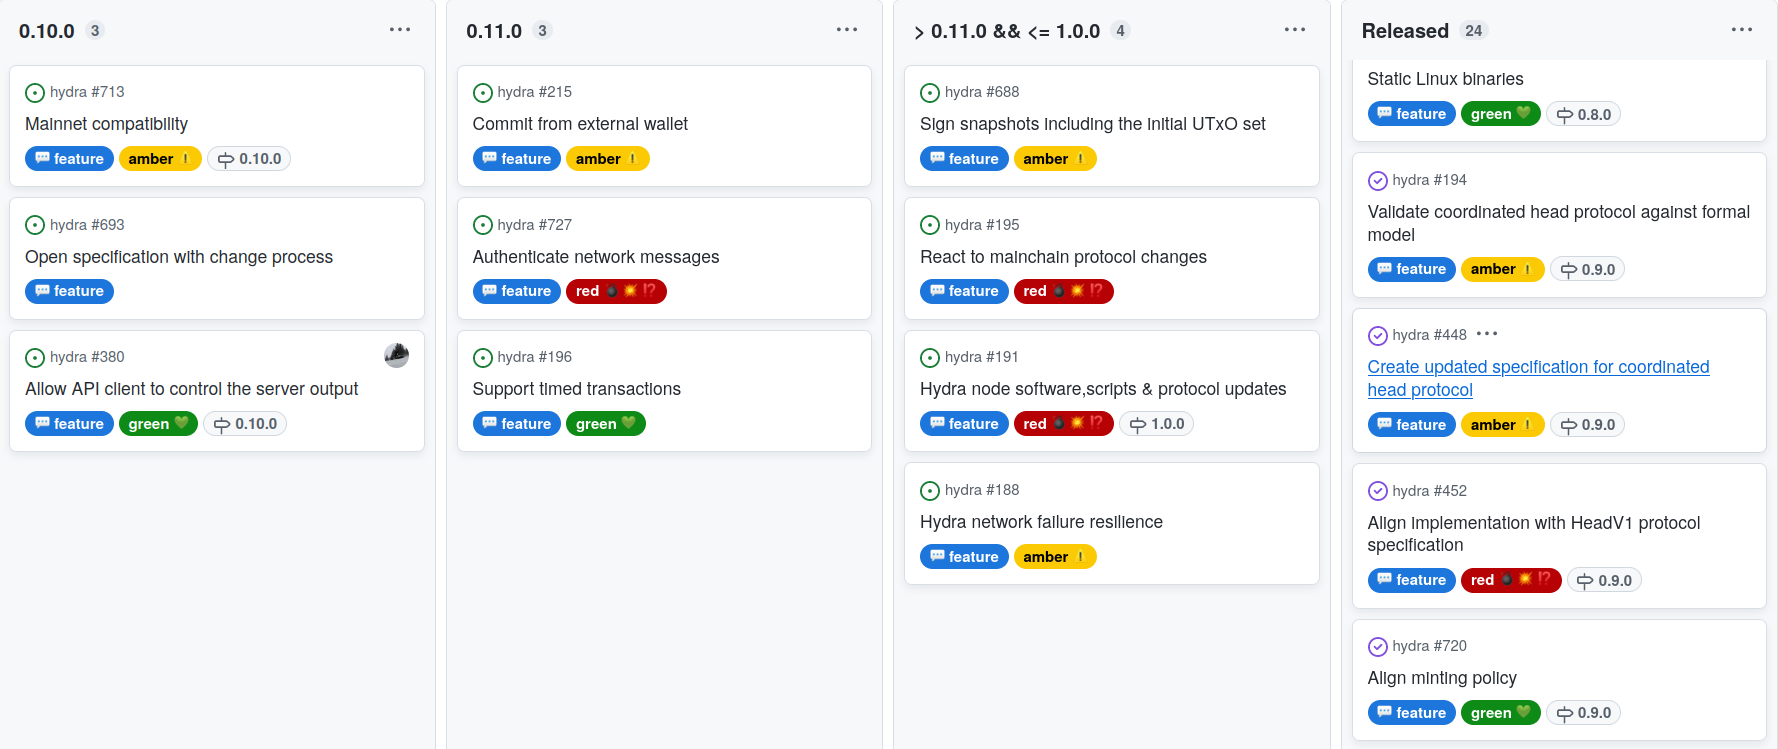 0.10.0 3
hydra #713
Mainnet compatibility
feature amber 0.10.0
hydra #693
Open specification with change process
feature
hydra #380
Allow API client to control the server output
feature green 0.10.0
0.11.0 3
hydra #215
Commit from external wallet
feature amber
hydra #727
Authenticate network messages
feature red
hydra #196
Support timed transactions
feature green
> 0.11.0 && <= 1.0.0 4
hydra #688
Sign snapshots including the initial UTxO set
feature amber
hydra #195
React to mainchain protocol changes
feature red
hydra #191
Hydra node software,scripts & protocol updates
feature red 1.0.0
hydra #188
Hydra network failure resilience
feature amber
Released 24
Static Linux binaries
feature green 0.8.0
hydra #194
Validate coordinated head protocol against formal
model
feature amber 0.9.0
hydra #448
Create updated specification for coordinated
head protocol
feature amber 0.9.0
hydra #452
Align implementation with HeadV1 protocol
specification
feature red 0.9.0
hydra #720
Align minting policy
feature green 0.9.0